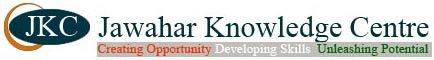 JKC Jawahar Knowledge Centre
Creating Opportunity Developing Skills Unleashing Potential